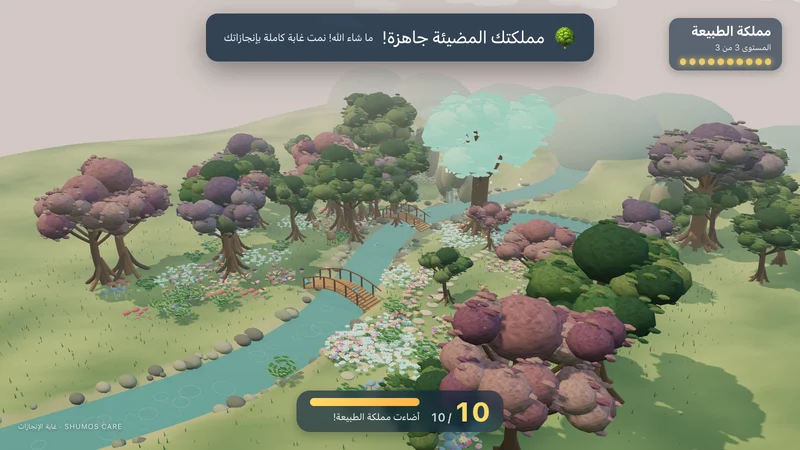 مملكتك المضيئة جاهزة! ما شاء الله! نمت غابة كاملة بإنجازاتك
مملكة الطبيعة
المستوى 3 من 3
10 / 10
أضاءت مملكة الطبيعة!
غابة الإنجازات · SHUMOS CARE